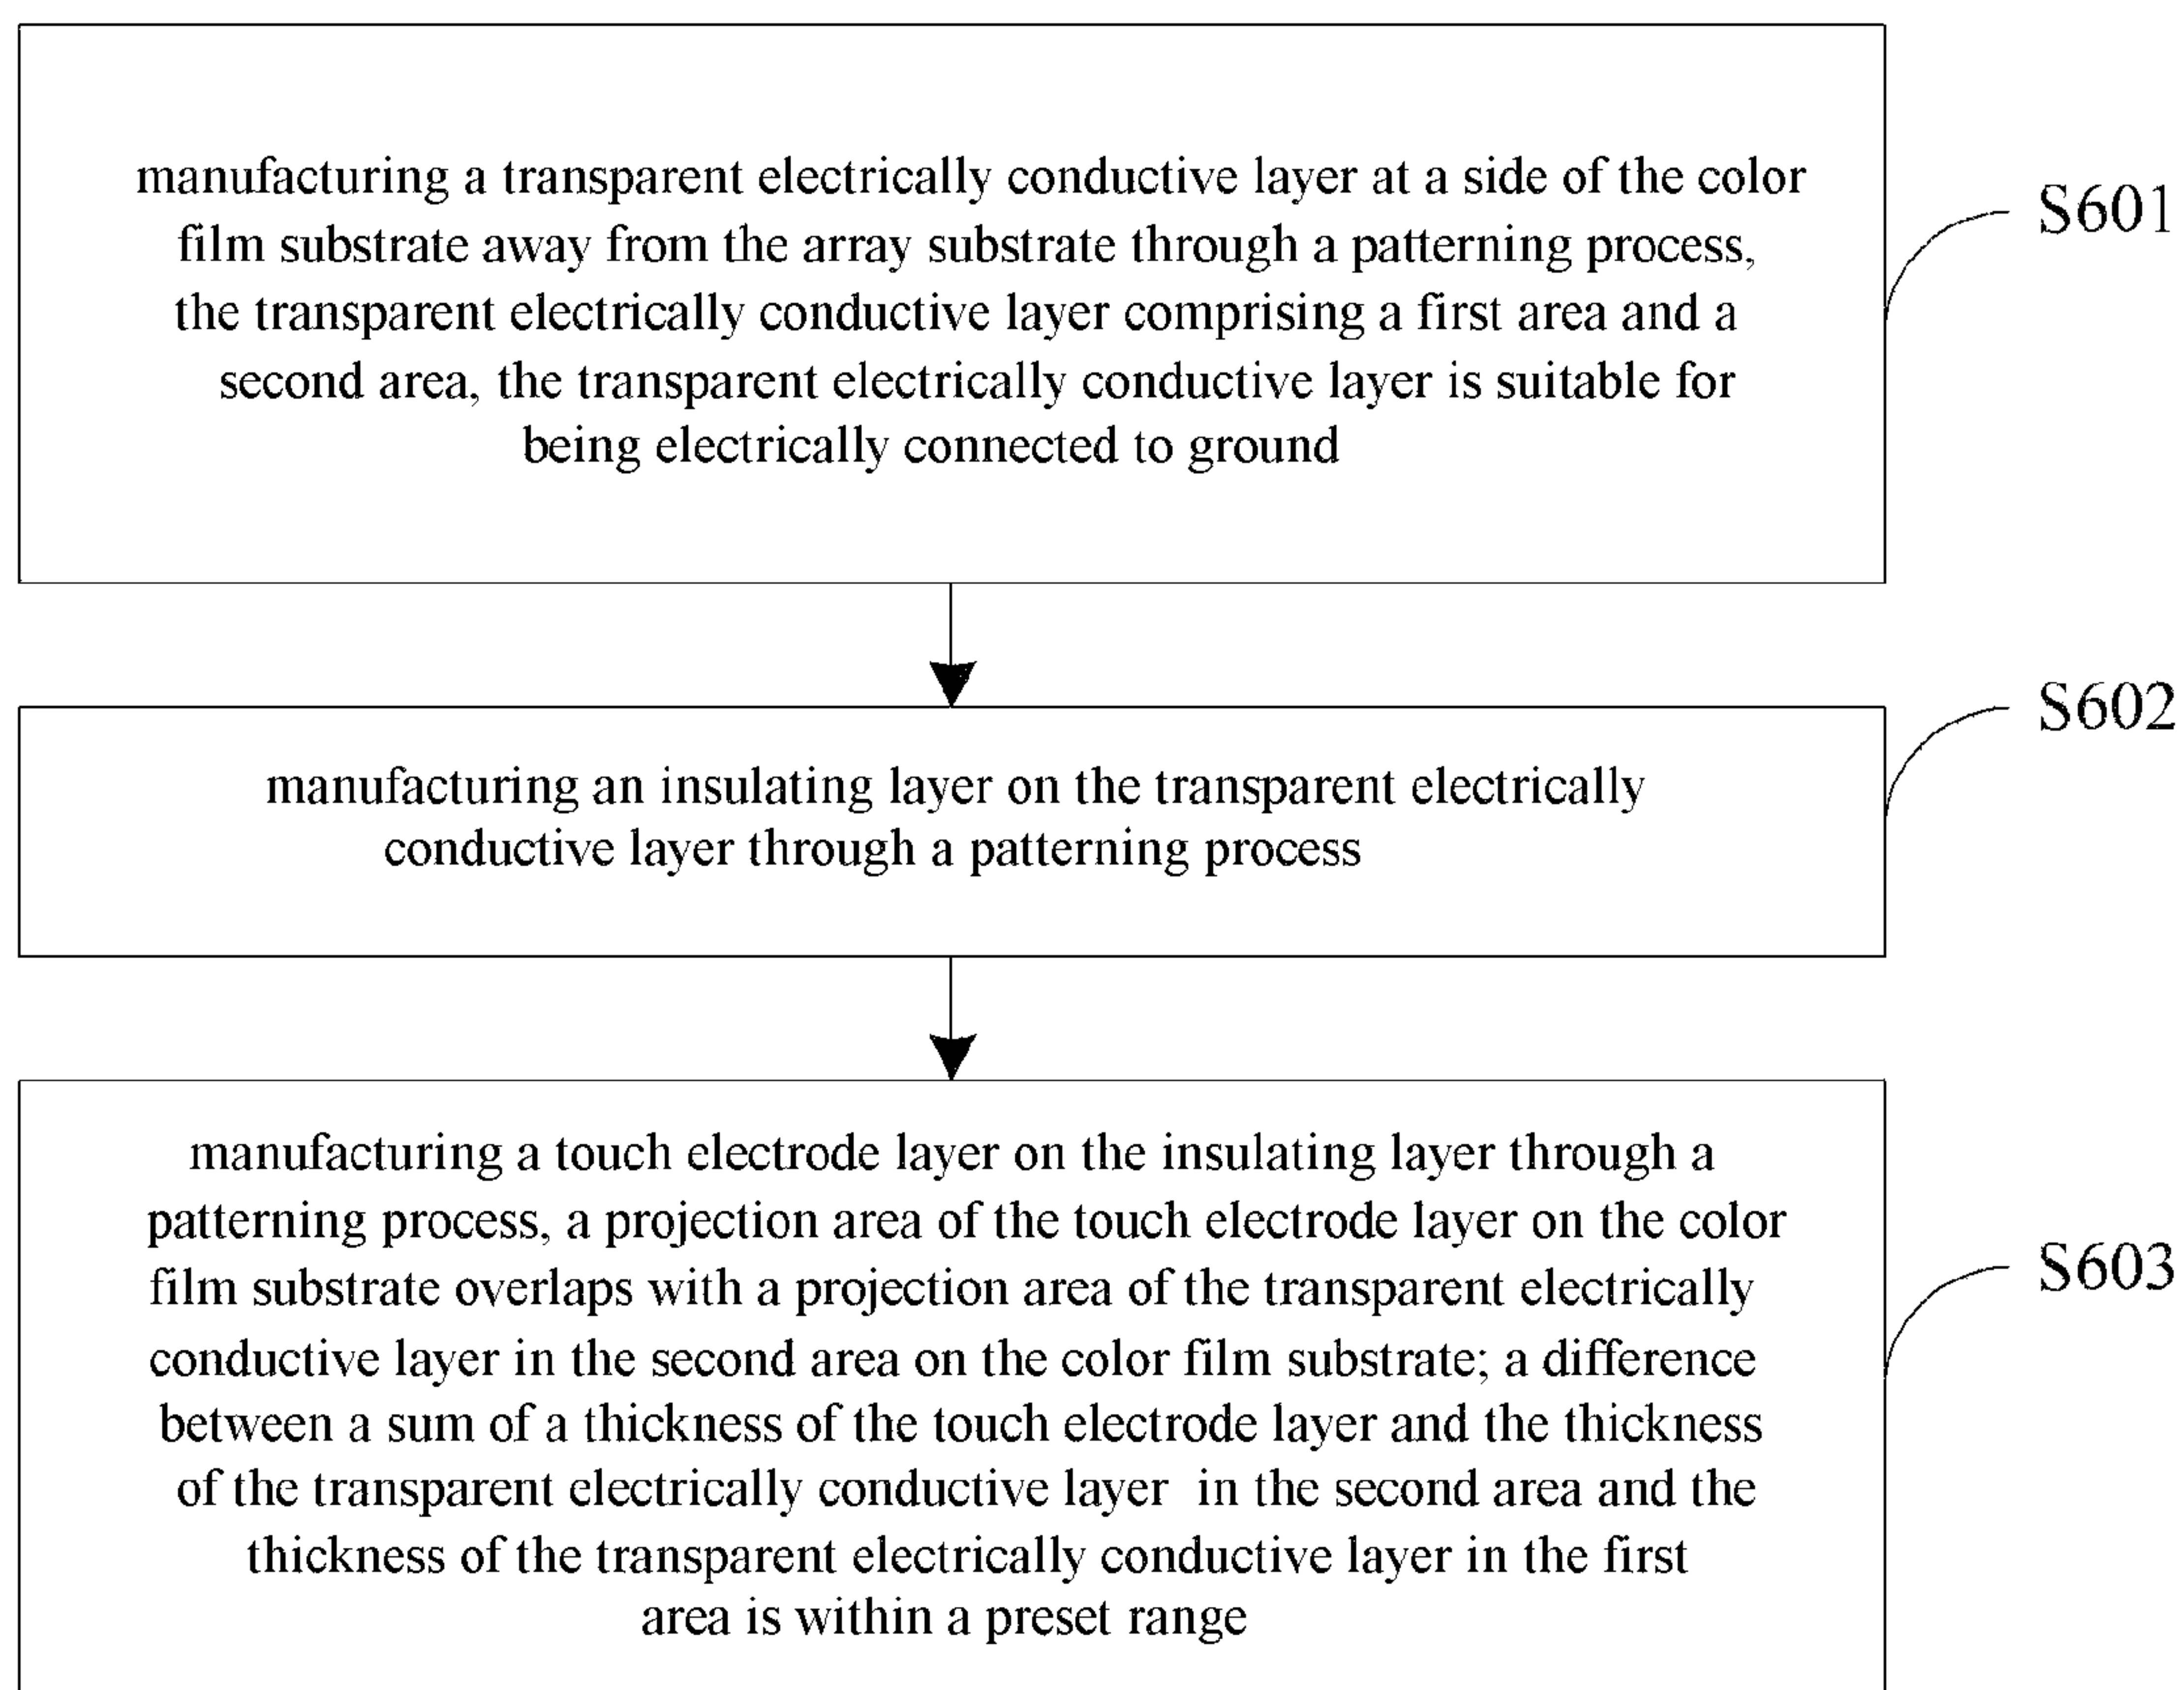 manufacturing a transparent electrically conductive layer at a side of the color
film substrate away from the array substrate through a patterning process,
the transparent electrically conductive layer comprising a first area and a
second area, the transparent electrically conductive layer is suitable for
being electrically connected to ground
S601
manufacturing an insulating layer on the transparent electrically
conductive layer through a patterning process
S602
manufacturing a touch electrode layer on the insulating layer through a
patterning process, a projection area of the touch electrode layer on the color
film substrate overlaps with a projection area of the transparent electrically
conductive layer in the second area on the color film substrate; a difference
between a sum of a thickness of the touch electrode layer and the thickness
of the transparent electrically conductive layer in the second area and the
thickness of the transparent electrically conductive layer in the first
area is within a preset range
S603